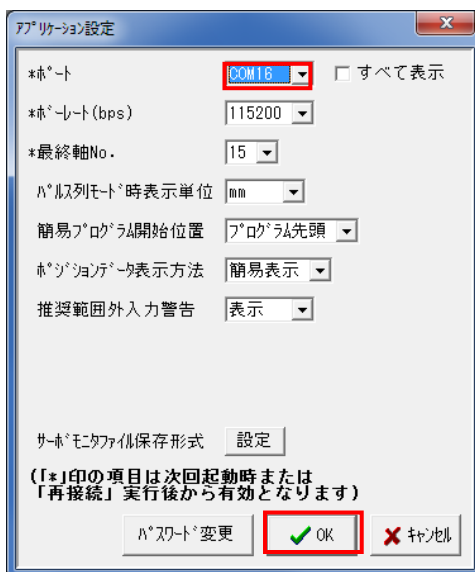 ｱﾌﾟﾘｹｰｼｮﾝ設定
*ﾎﾟｰﾄ COM16 すべて表示
*ﾎﾞｰﾚｰﾄ(bps) 115200
*最終軸No. 15
ﾊﾟﾙｽ列ﾓｰﾄﾞ時表示単位 mm
簡易ﾌﾟﾛｸﾞﾗﾑ開始位置 ﾌﾟﾛｸﾞﾗﾑ先頭
ﾎﾟｼﾞｼｮﾝﾃﾞｰﾀ表示方法 簡易表示
推奨範囲外入力警告 表示
ｻｰﾎﾞﾓﾆﾀﾌｧｲﾙ保存形式 設定
(｢*｣印の項目は次回起動時または
｢再接続｣実行後から有効となります)
ﾊﾟｽﾜｰﾄﾞ変更 OK ｷｬﾝｾﾙ